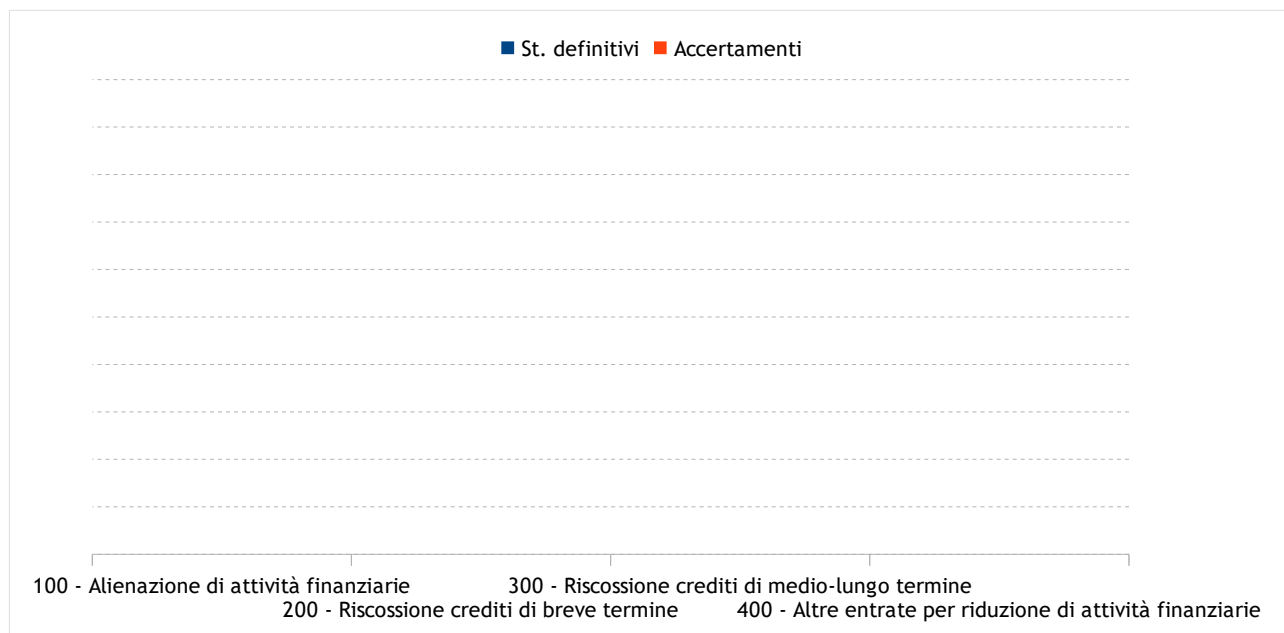 St. definitivi Accertamenti
100 - Alienazione di attività finanziarie
200 - Riscossione crediti di breve termine
300 - Riscossione crediti di medio-lungo termine
400 - Altre entrate per riduzione di attività finanziarie